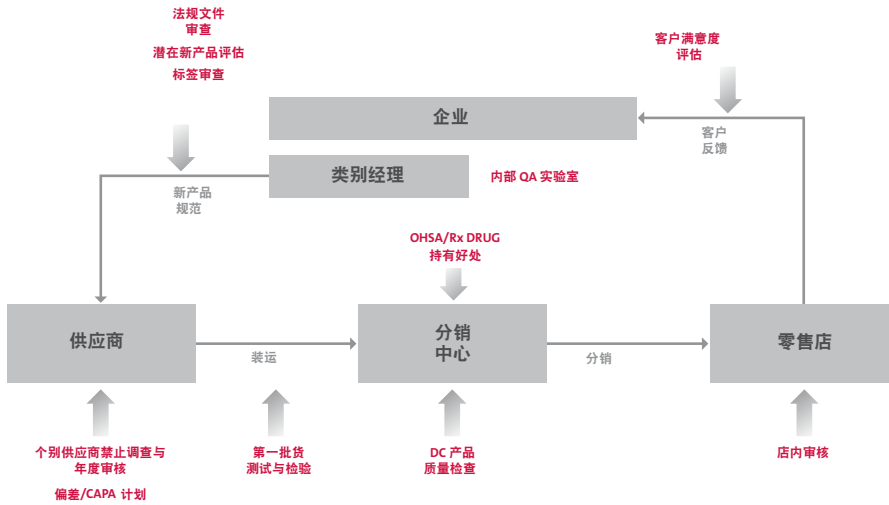 法规文件
审查
潜在新产品评估
标签审查
客户满意度
评估
企业
客户
反馈
类别经理
内部 QA 实验室
新产品
规范
OHSA/Rx DRUG
持有好处
供应商
装运
分销
中心
分销
零售店
个别供应商禁止调查与
年度审核
偏差/CAPA 计划
第一批货
测试与检验
DC 产品
质量检查
店内审核